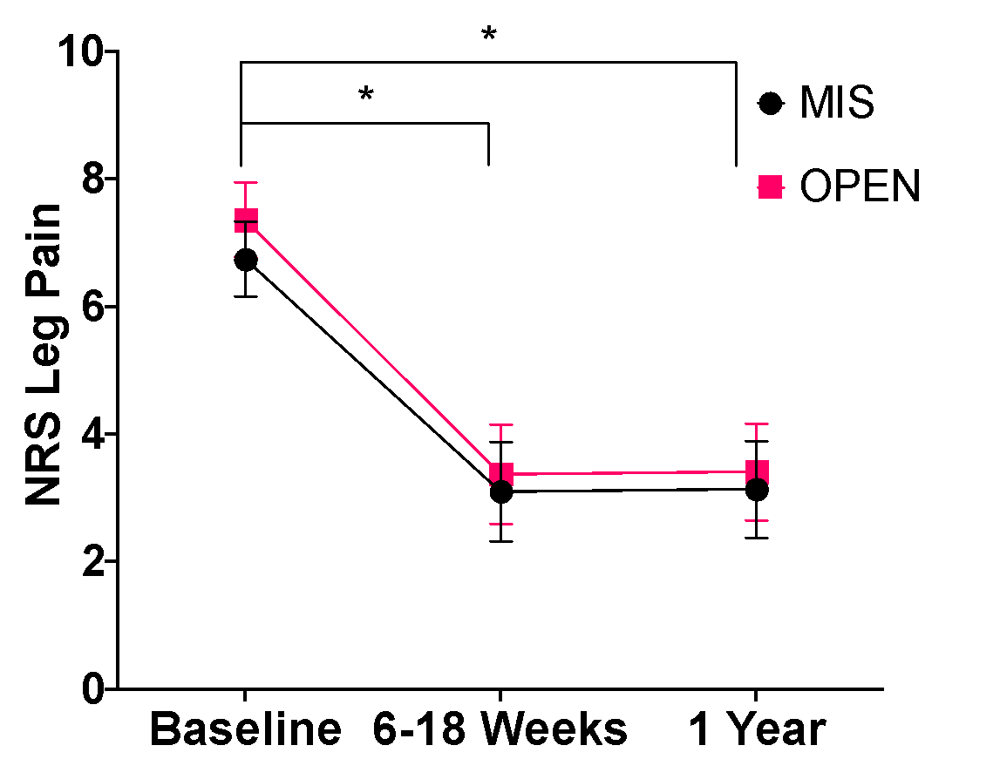 NRS Leg Pain
10
8
6
4
2
0
*
*
MIS
OPEN
Baseline
6-18 Weeks
1 Year